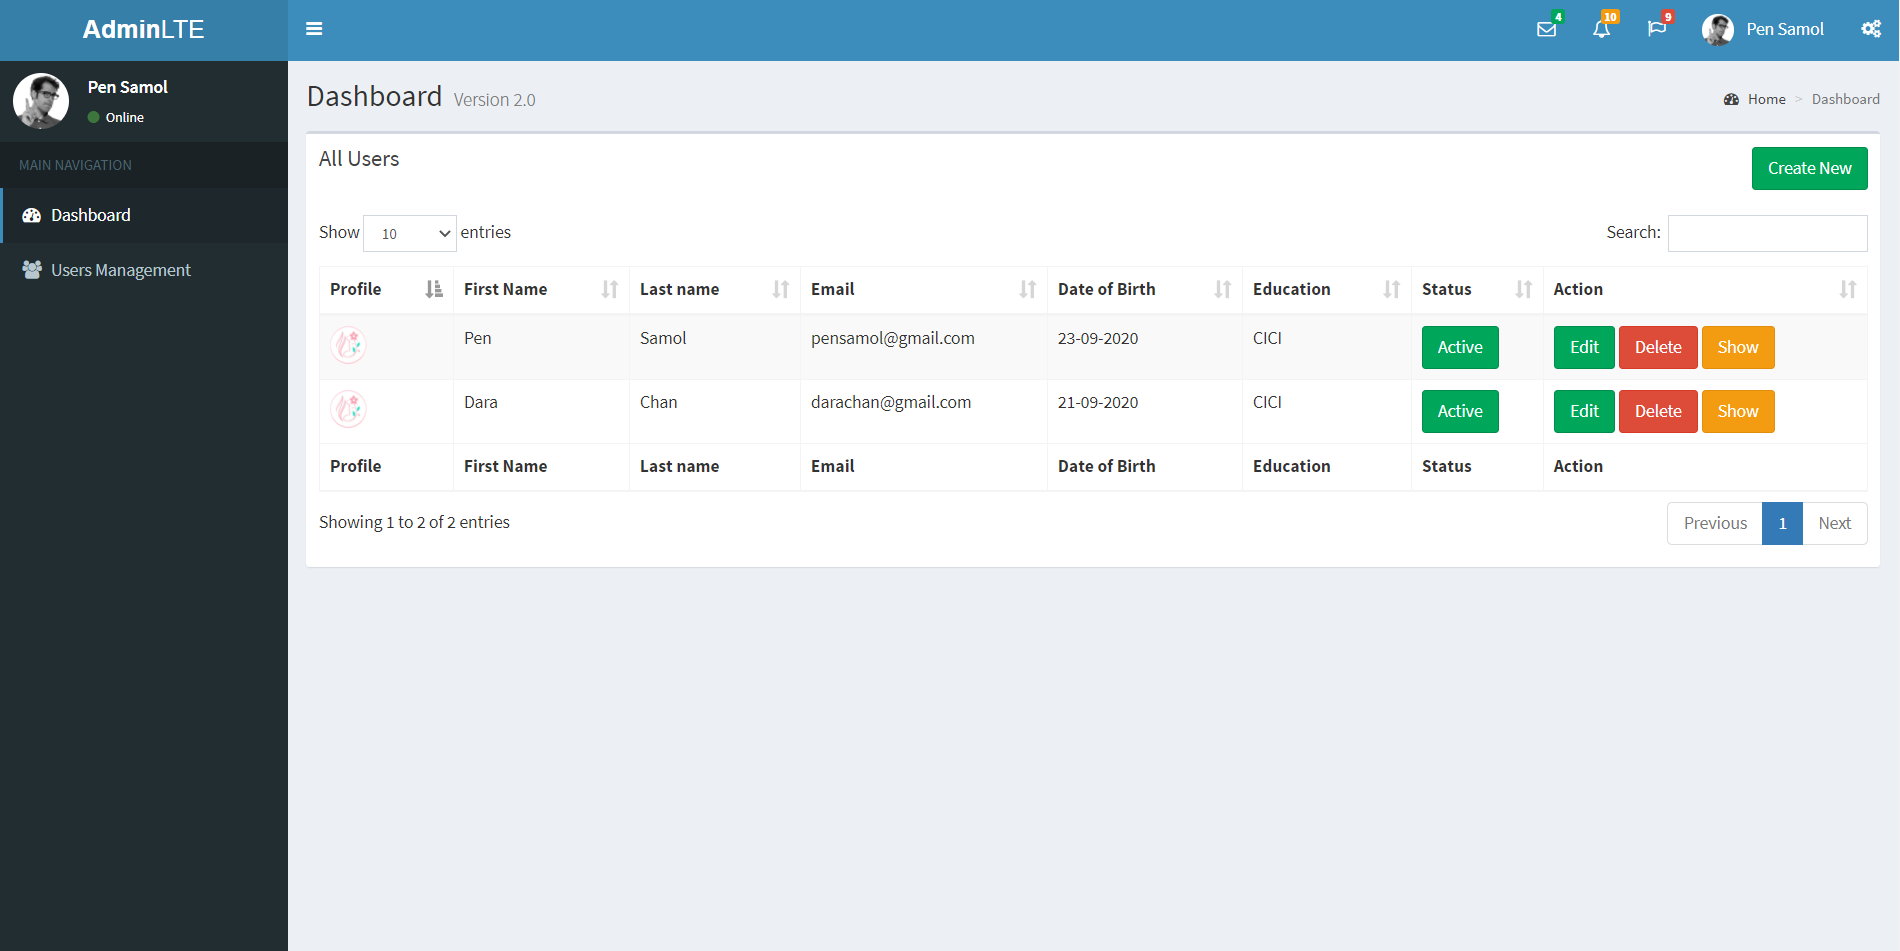 AdminLTE
4 10 9 Pen Samol
Pen Samol
Online
MAIN NAVIGATION
Dashboard
Users Management
Dashboard Version 2.0
Home > Dashboard
All Users
Create New
Show 10 entries
Search:
Profile First Name Last name Email Date of Birth Education Status Action
Pen Samol pensamol@gmail.com 23-09-2020 CICI Active Edit Delete Show
Dara Chan darachan@gmail.com 21-09-2020 CICI Active Edit Delete Show
Profile First Name Last name Email Date of Birth Education Status Action
Showing 1 to 2 of 2 entries
Previous 1 Next